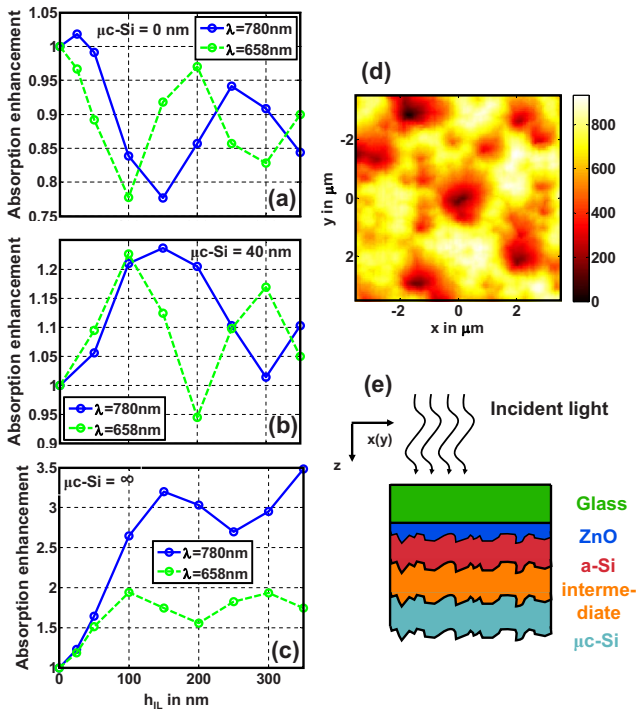 μc-Si = 0 nm
λ=780nm
λ=658nm
Absorption enhancement
1.05
1
0.95
0.9
0.85
0.8
0.75
(a)
μc-Si = 40 nm
Absorption enhancement
1.2
1.15
1.1
1.05
1
0.95
0.9
λ=780nm
λ=658nm
(b)
μc-Si = ∞
Absorption enhancement
3.5
3
2.5
2
1.5
1
λ=780nm
λ=658nm
(c)
0 100 200 300
h_IL in nm
(d)
y in μm
-2
0
2
-2 0 2
x in μm
800
600
400
200
0
(e)
Incident light
x(y)
z
Glass
ZnO
a-Si
interme-
diate
μc-Si